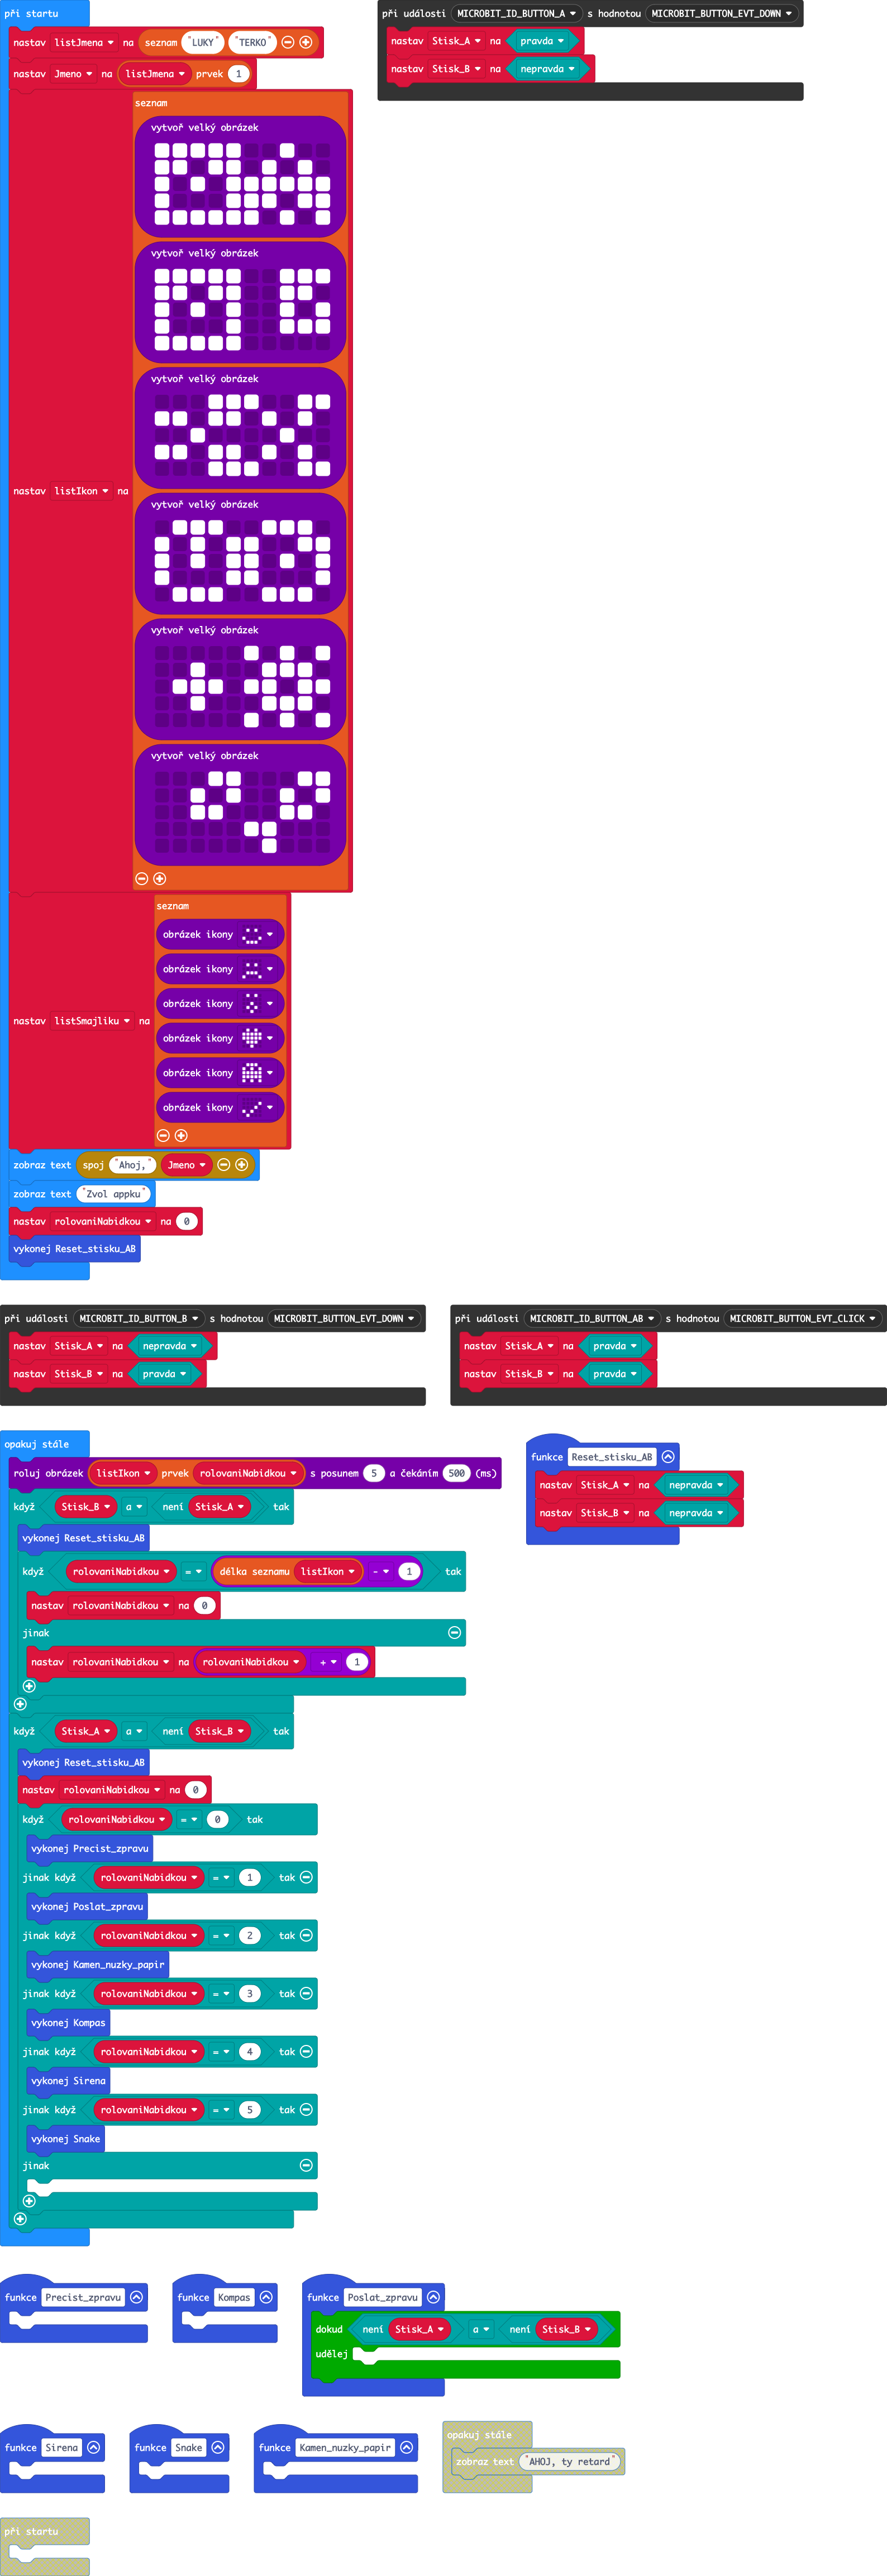 při startu
nastav listJmena na seznam "LUKY" "TERKO"
nastav Jmeno na listJmena prvek 1
nastav listIkon na seznam
vytvoř velký obrázek
vytvoř velký obrázek
vytvoř velký obrázek
vytvoř velký obrázek
vytvoř velký obrázek
vytvoř velký obrázek
nastav listSmajliku na seznam
obrázek ikony
obrázek ikony
obrázek ikony
obrázek ikony
obrázek ikony
obrázek ikony
zobraz text spoj "Ahoj, " Jmeno
zobraz text "Zvol appku"
nastav rolovaniNabidkou na 0
vykonej Reset_stisku_AB
při události MICROBIT_ID_BUTTON_A s hodnotou MICROBIT_BUTTON_EVT_DOWN
nastav Stisk_A na pravda
nastav Stisk_B na nepravda
při události MICROBIT_ID_BUTTON_B s hodnotou MICROBIT_BUTTON_EVT_DOWN
nastav Stisk_A na nepravda
nastav Stisk_B na pravda
při události MICROBIT_ID_BUTTON_AB s hodnotou MICROBIT_BUTTON_EVT_CLICK
nastav Stisk_A na pravda
nastav Stisk_B na pravda
opakuj stále
roluj obrázek listIkon prvek rolovaniNabidkou s posunem 5 a čekáním 500 (ms)
když Stisk_B a není Stisk_A tak
vykonej Reset_stisku_AB
když rolovaniNabidkou = délka seznamu listIkon - 1 tak
nastav rolovaniNabidkou na 0
jinak
nastav rolovaniNabidkou na rolovaniNabidkou + 1
když Stisk_A a není Stisk_B tak
vykonej Reset_stisku_AB
nastav rolovaniNabidkou na 0
když rolovaniNabidkou = 0 tak
vykonej Precist_zpravu
jinak když rolovaniNabidkou = 1 tak
vykonej Poslat_zpravu
jinak když rolovaniNabidkou = 2 tak
vykonej Kamen_nuzky_papir
jinak když rolovaniNabidkou = 3 tak
vykonej Kompas
jinak když rolovaniNabidkou = 4 tak
vykonej Sirena
jinak když rolovaniNabidkou = 5 tak
vykonej Snake
jinak
funkce Reset_stisku_AB
nastav Stisk_A na nepravda
nastav Stisk_B na nepravda
funkce Precist_zpravu
funkce Kompas
funkce Poslat_zpravu
dokud není Stisk_A a není Stisk_B
udělej
funkce Sirena
funkce Snake
funkce Kamen_nuzky_papir
opakuj stále
zobraz text "AHOJ, ty retard "
při startu